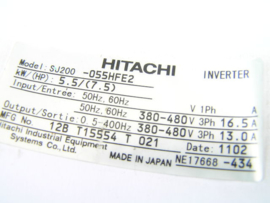 HITACHI INVERTER
Model: SJ200 -055HFE2
kW/(HP): 5.5/(7.5)
Input/Entrée: 50Hz, 60Hz V 1Ph A
50Hz, 60Hz 380-480 V 3Ph 16.5 A
Output/Sortie: 0.5-400Hz 380-480 V 3Ph 13.0 A
MFG No 12B T15554 T 021 Date: 1102
Hitachi Industrial Equipment
Systems Co., Ltd. MADE IN JAPAN NE17668 -434